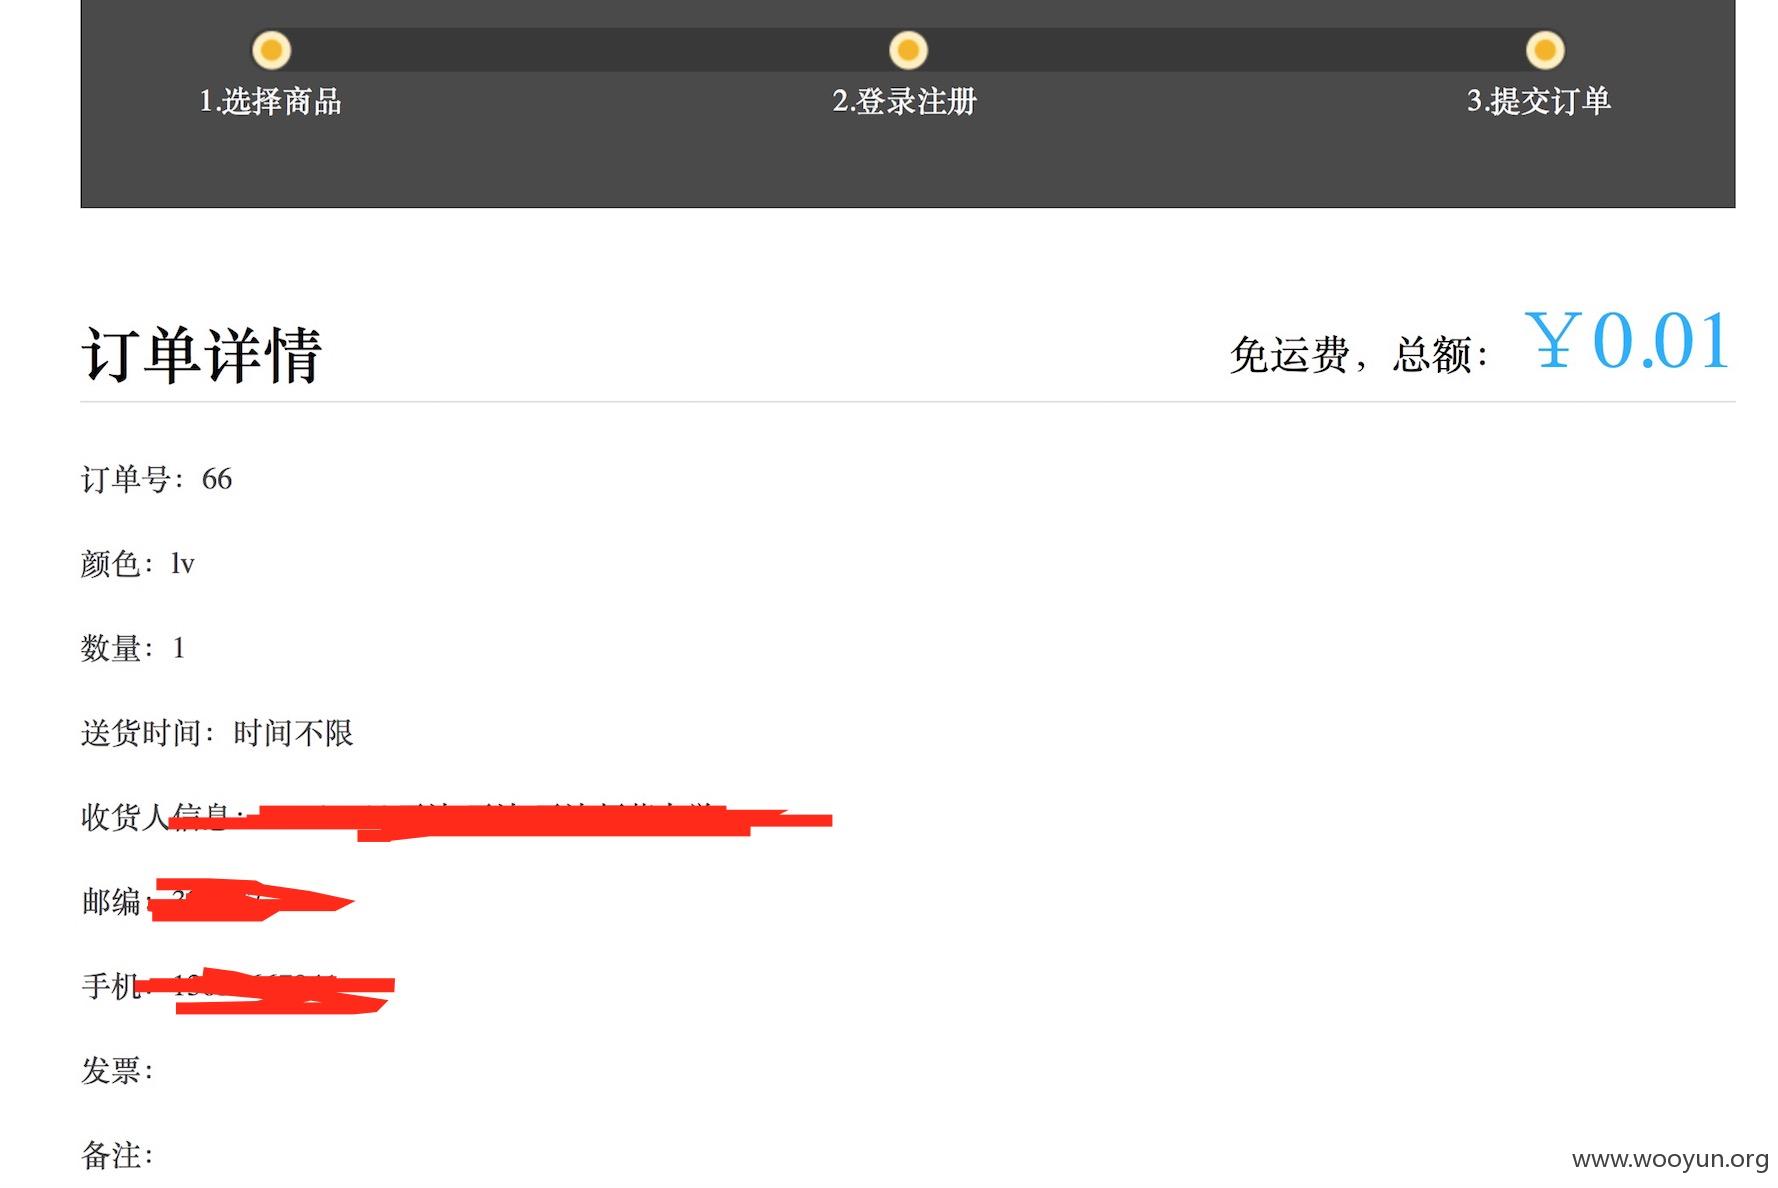 1.选择商品
2.登录注册
3.提交订单
订单详情
免运费，总额：￥0.01
订单号：66
颜色：lv
数量：1
送货时间：时间不限
收货人信息：
邮编：
手机：
发票：
备注：
www.wooyun.org